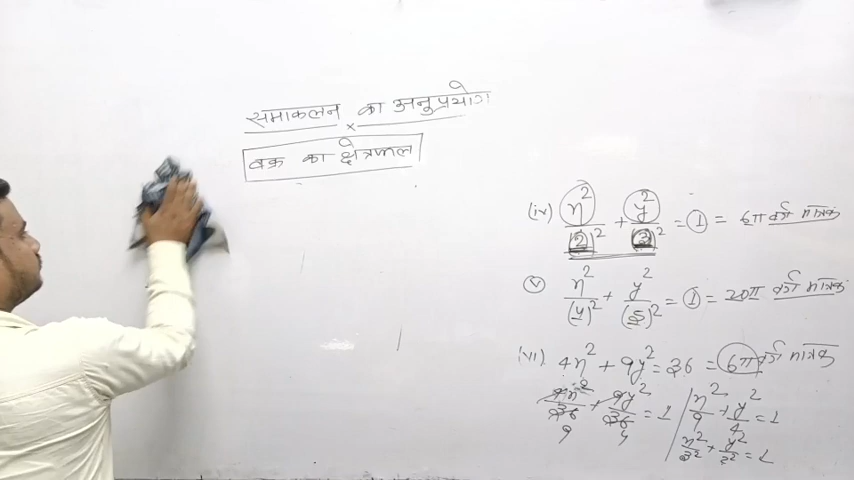 समाकलन का अनुप्रयोग
×
वक्र का क्षेत्रफल
(iv) x²/(2)² + y²/(3)² = 1 = 6π वर्ग मात्रक
(v) x²/(4)² + y²/(5)² = 1 = 20π वर्ग मात्रक
(vi) 4x² + 9y² = 36 = 6π वर्ग मात्रक
4x²/36 + 9y²/36 = 1
9 4
x²/9 + y²/4 = 1
x²/3² + y²/2² = 1